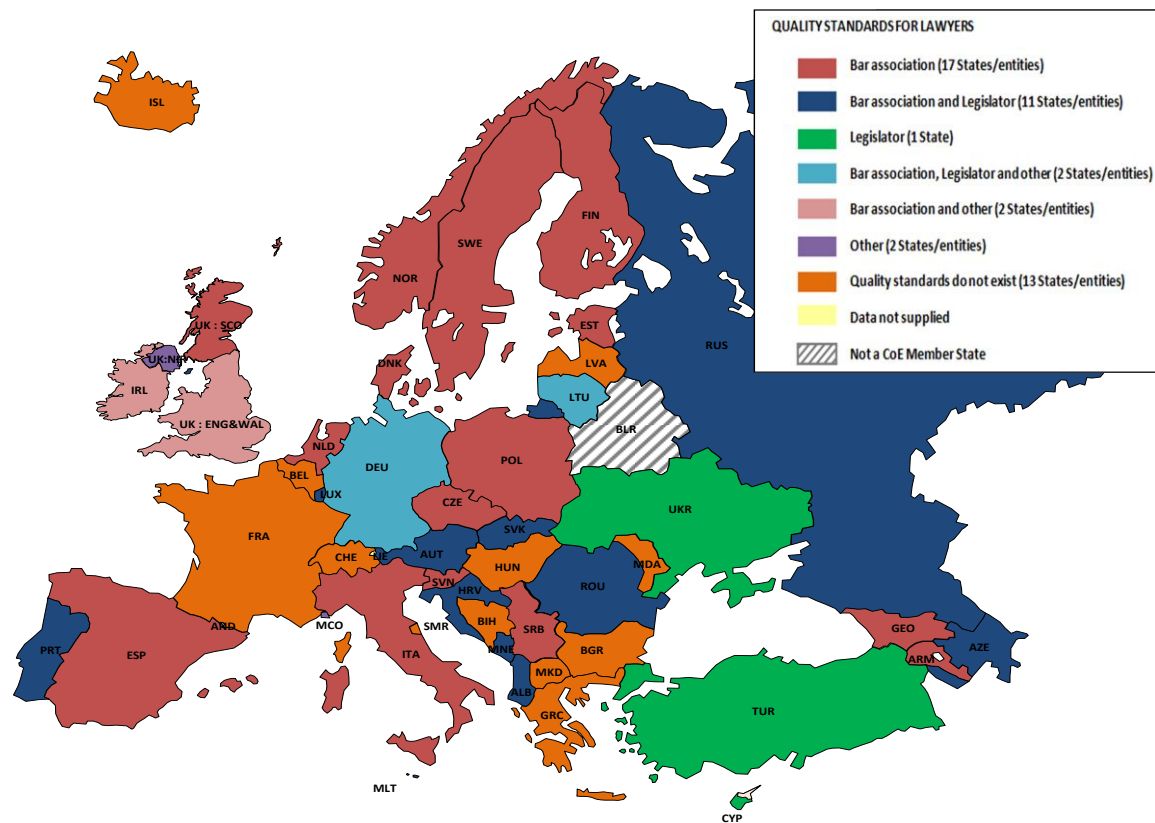 QUALITY STANDARDS FOR LAWYERS
Bar association (17 States/entities)
Bar association and Legislator (11 States/entities)
Legislator (1 State)
Bar association, Legislator and other (2 States/entities)
Bar association and other (2 States/entities)
Other (2 States/entities)
Quality standards do not exist (13 States/entities)
Data not supplied
Not a CoE Member State
ISL
FIN
SWE
NOR
UK : SCO
EST
RUS
UK:NIR
DNK
LVA
IRL
LTU
UK : ENG&WAL
BLR
NLD
DEU
POL
BEL
LUX
CZE
UKR
FRA
SVK
CHE
LIE
AUT
HUN
MDA
SVN
HRV
ROU
AND
MCO
SMR
BIH
SRB
GEO
PRT
ESP
ITA
MNE
BGR
AZE
ARM
MKD
ALB
GRC
TUR
MLT
CYP